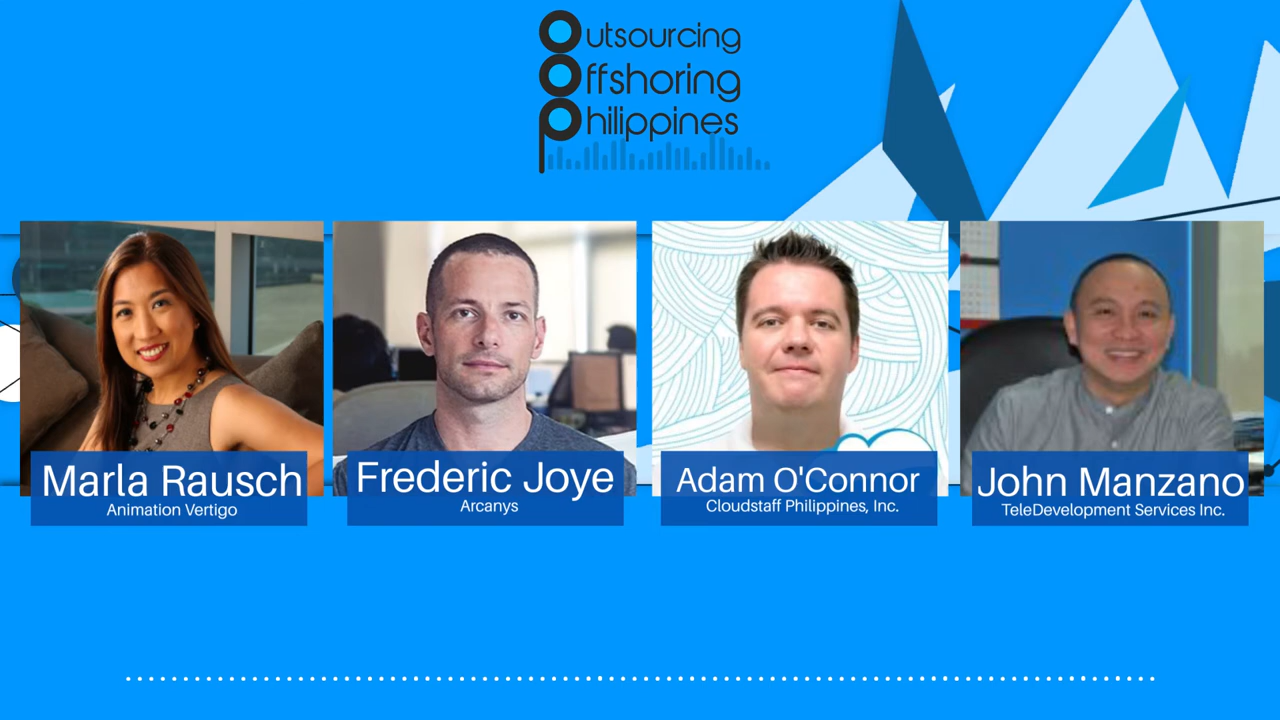 Outsourcing
Offshoring
Philippines
Marla Rausch
Animation Vertigo
Frederic Joye
Arcanys
Adam O'Connor
Cloudstaff Philippines, Inc.
John Manzano
TeleDevelopment Services Inc.